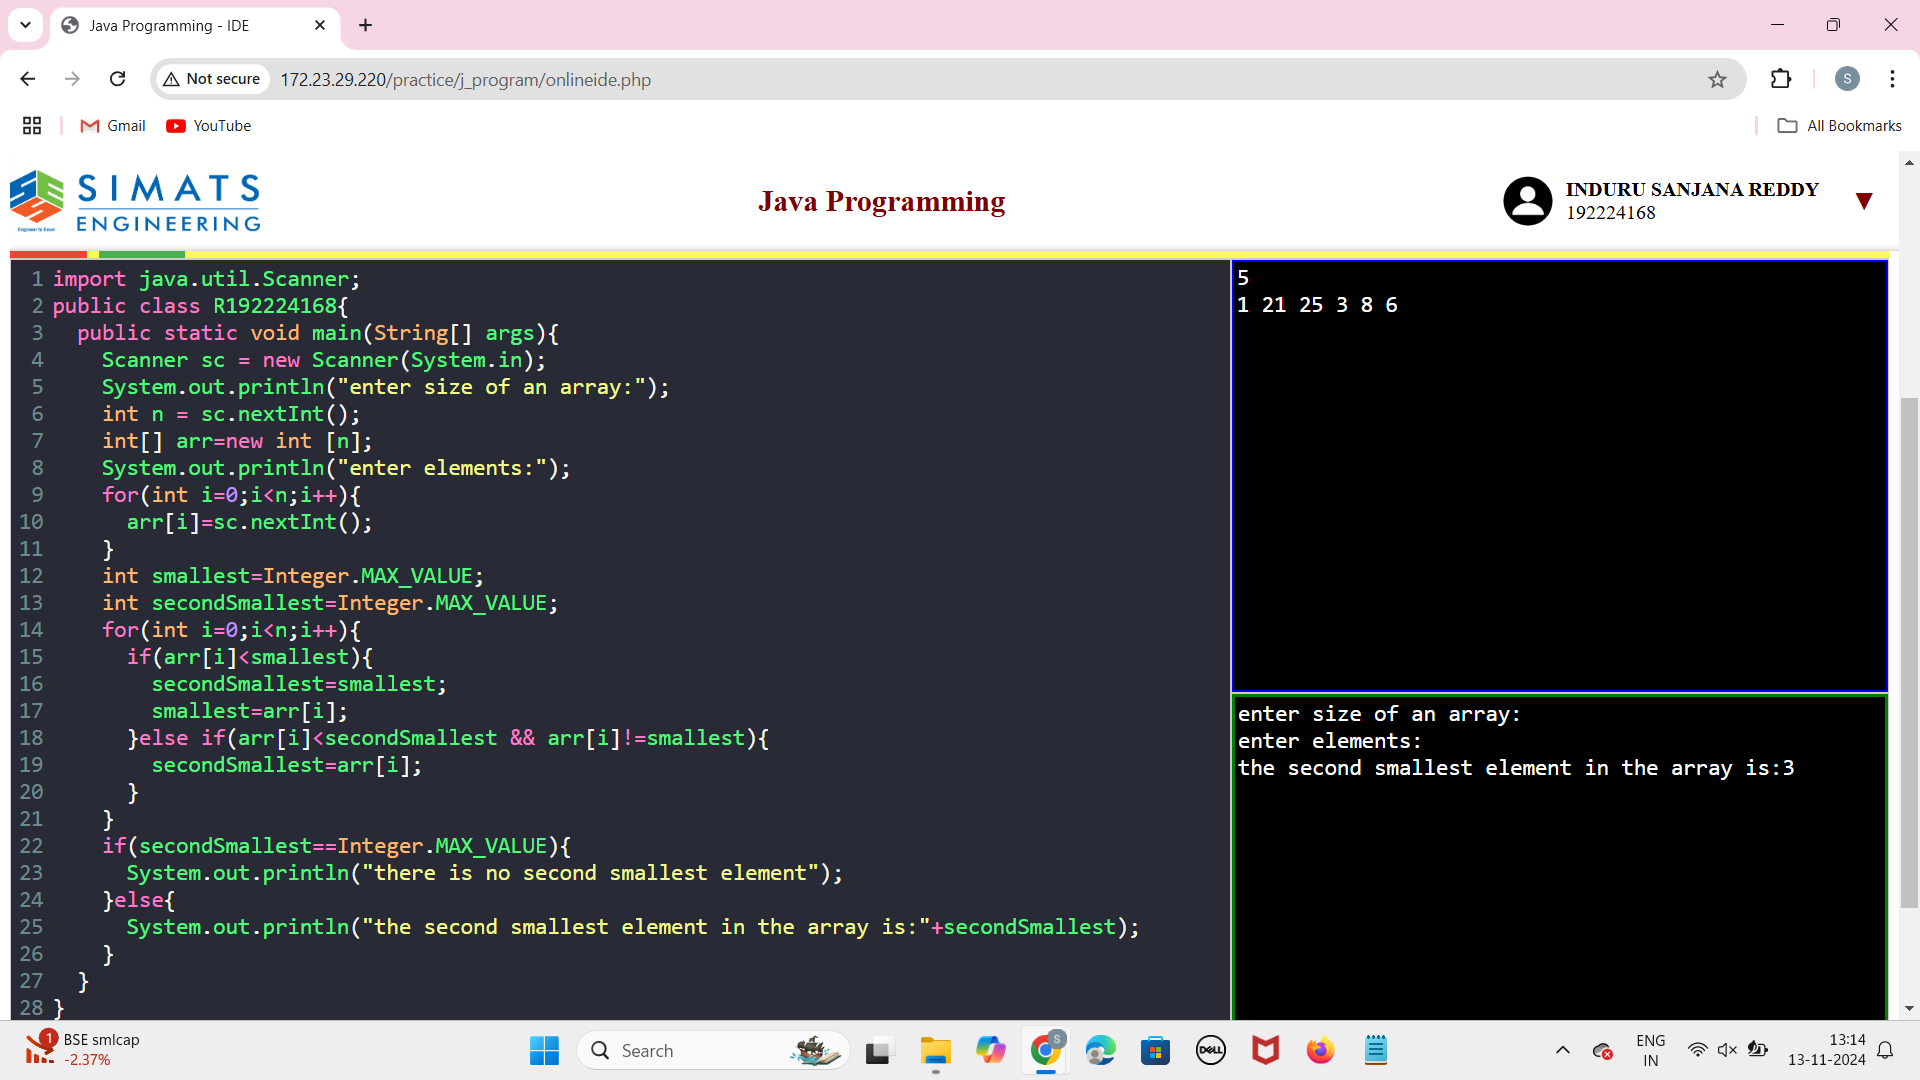 Java Programming - IDE
Not secure
172.23.29.220/practice/j_program/onlineide.php
S
Gmail
YouTube
All Bookmarks
SIMATS
ENGINEERING
Engineer to Excel
Java Programming
INDURU SANJANA REDDY
192224168
1 import java.util.Scanner;
2 public class R192224168{
3   public static void main(String[] args){
4     Scanner sc = new Scanner(System.in);
5     System.out.println("enter size of an array:");
6     int n = sc.nextInt();
7     int[] arr=new int [n];
8     System.out.println("enter elements:");
9     for(int i=0;i<n;i++){
10       arr[i]=sc.nextInt();
11     }
12     int smallest=Integer.MAX_VALUE;
13     int secondSmallest=Integer.MAX_VALUE;
14     for(int i=0;i<n;i++){
15       if(arr[i]<smallest){
16         secondSmallest=smallest;
17         smallest=arr[i];
18       }else if(arr[i]<secondSmallest && arr[i]!=smallest){
19         secondSmallest=arr[i];
20       }
21     }
22     if(secondSmallest==Integer.MAX_VALUE){
23       System.out.println("there is no second smallest element");
24     }else{
25       System.out.println("the second smallest element in the array is:"+secondSmallest);
26     }
27   }
28 }
5
1 21 25 3 8 6
enter size of an array:
enter elements:
the second smallest element in the array is:3
1
BSE smlcap
-2.37%
Search
S
DELL
ENG
IN
13:14
13-11-2024